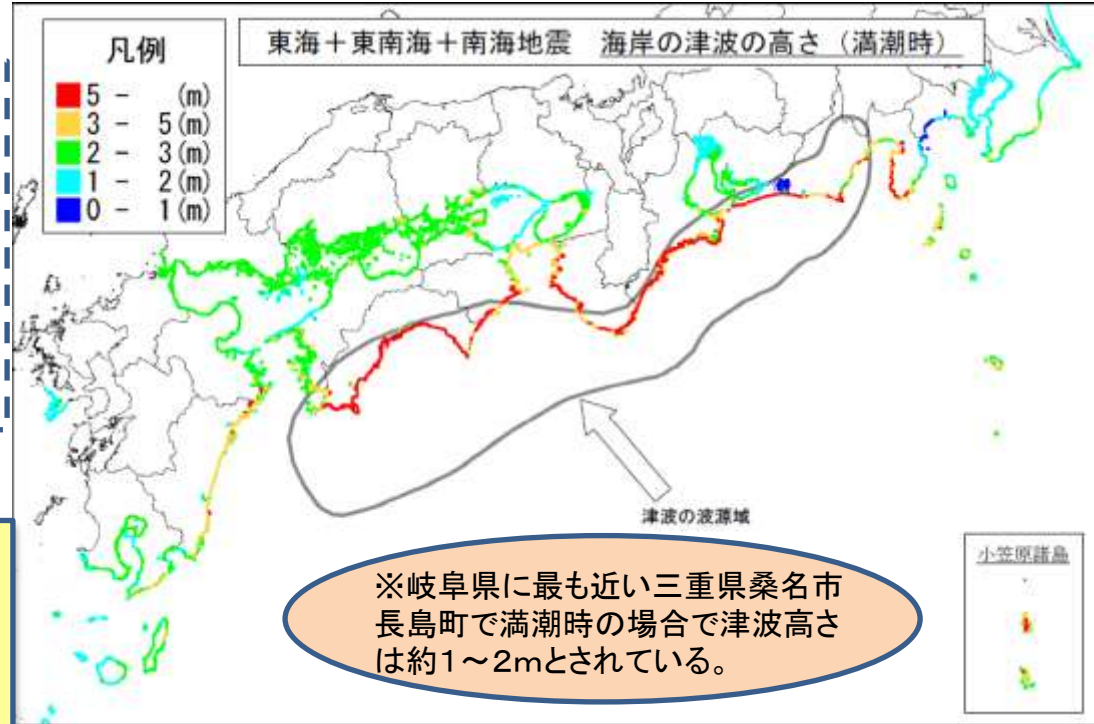 東海+東南海+南海地震 海岸の津波の高さ(満潮時)
凡例
5 - (m)
3 - 5(m)
2 - 3(m)
1 - 2(m)
0 - 1(m)
津波の波源域
※岐阜県に最も近い三重県桑名市
長島町で満潮時の場合で津波高さ
は約1~2mとされている。
小笠原諸島